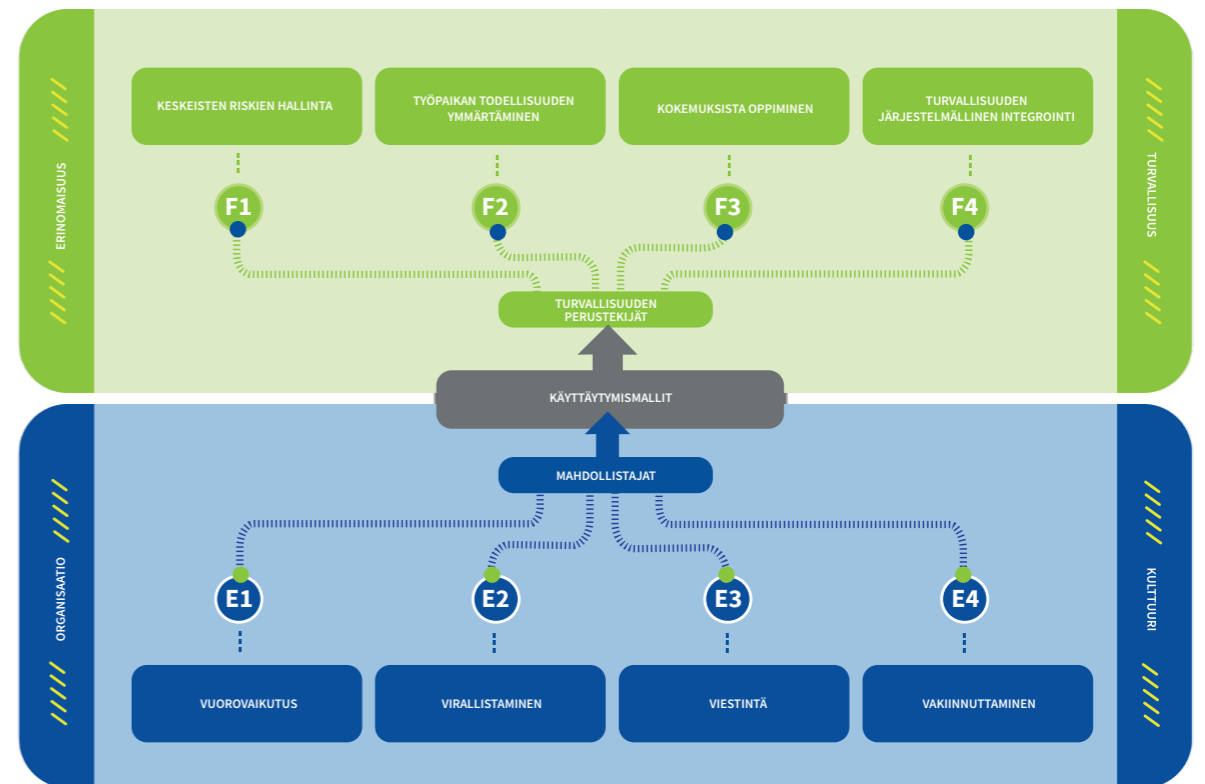 KESKEISTEN RISKIEN HALLINTA
TYÖPAIKAN TODELLISUUDEN
YMMÄRTÄMINEN
KOKEMUKSISTA OPPIMINEN
TURVALLISUUDEN
JÄRJESTELMÄLLINEN INTEGROINTI
ERINOMAISUUS
TURVALLISUUS
F1
F2
F3
F4
TURVALLISUUDEN
PERUSTEKIJÄT
KÄYTTÄYTYMISMALLIT
MAHDOLLISTAJAT
ORGANISAATIO
KULTTUURI
E1
E2
E3
E4
VUOROVAIKUTUS
VIRALLISTAMINEN
VIESTINTÄ
VAKIINNUTTAMINEN